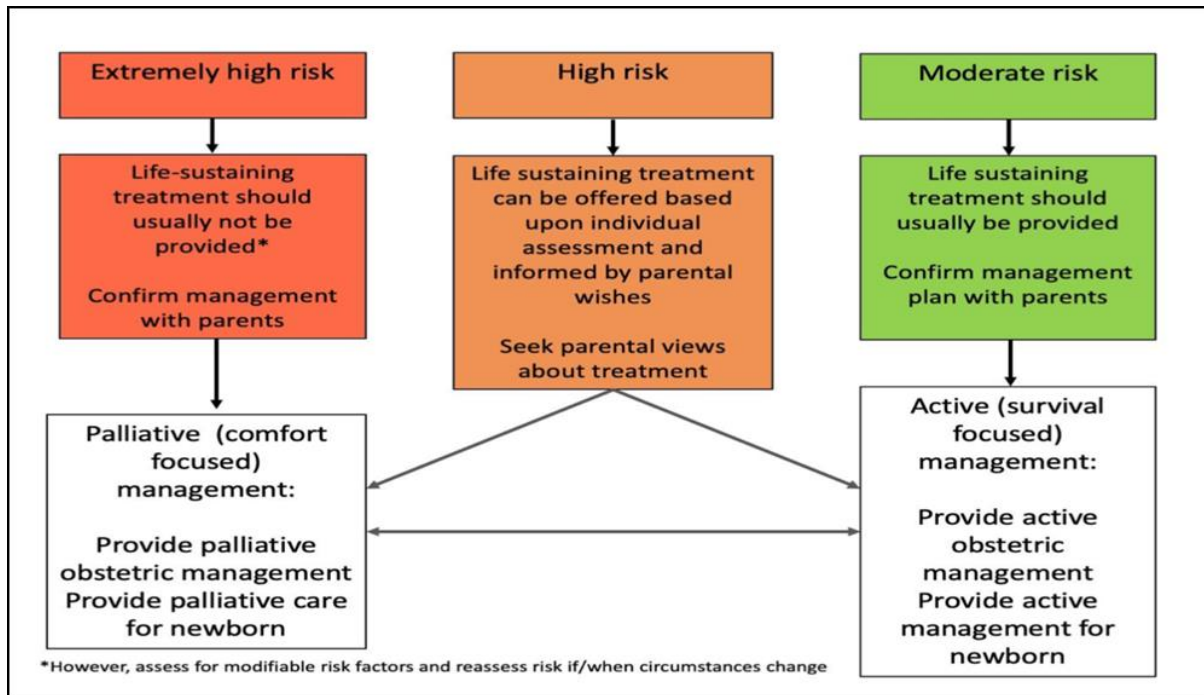 Extremely high risk
Life-sustaining
treatment should
usually not be
provided*
Confirm management
with parents
Palliative (comfort
focused)
management:
Provide palliative
obstetric management
Provide palliative care
for newborn
High risk
Life sustaining treatment
can be offered based
upon individual
assessment and
informed by parental
wishes
Seek parental views
about treatment
Moderate risk
Life sustaining
treatment should
usually be provided
Confirm management
plan with parents
Active (survival
focused)
management:
Provide active
obstetric
management
Provide active
management for
newborn
*However, assess for modifiable risk factors and reassess risk if/when circumstances change